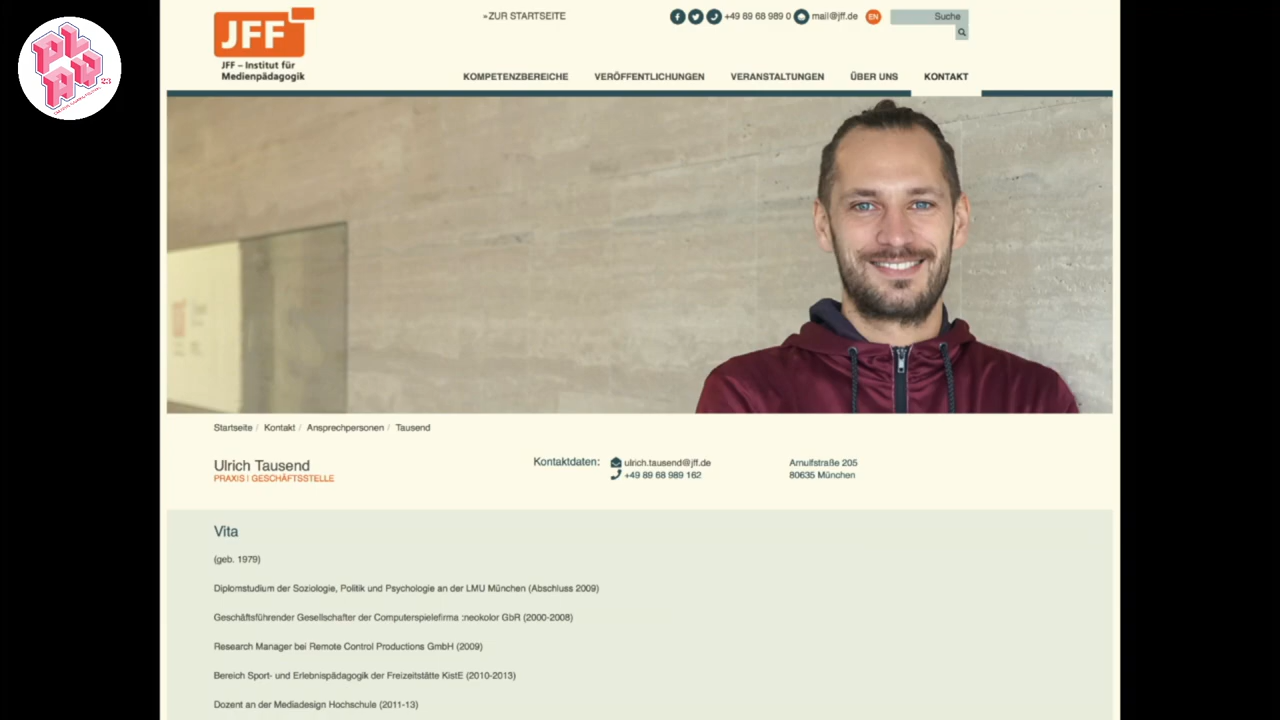 PLAY
23
JFF
JFF – Institut für
Medienpädagogik
»ZUR STARTSEITE
+49 89 68 989 0
mail@jff.de
EN
Suche
KOMPETENZBEREICHE
VERÖFFENTLICHUNGEN
VERANSTALTUNGEN
ÜBER UNS
KONTAKT
Startseite / Kontakt / Ansprechpersonen / Tausend
Ulrich Tausend
PRAXIS | GESCHÄFTSSTELLE
Kontaktdaten:
ulrich.tausend@jff.de
+49 89 68 989 162
Arnulfstraße 205
80635 München
Vita
(geb. 1979)
Diplomstudium der Soziologie, Politik und Psychologie an der LMU München (Abschluss 2009)
Geschäftsführender Gesellschafter der Computerspielefirma :neokolor GbR (2000-2008)
Research Manager bei Remote Control Productions GmbH (2009)
Bereich Sport- und Erlebnispädagogik der Freizeitstätte KistE (2010-2013)
Dozent an der Mediadesign Hochschule (2011-13)